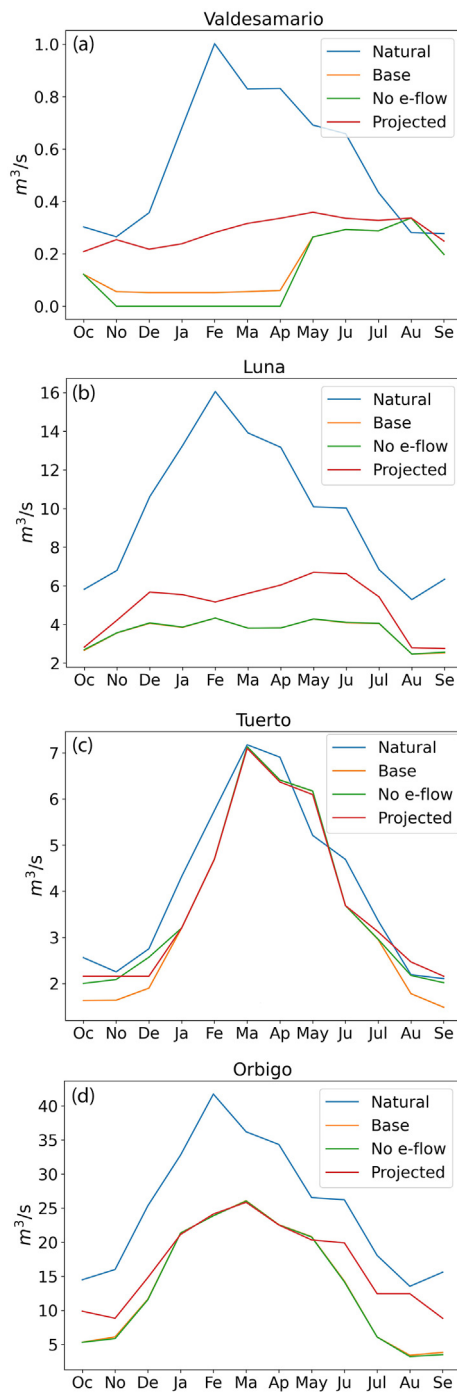 Valdesamario
(a)
Natural
Base
No e-flow
Projected
m³/s
1.0
0.8
0.6
0.4
0.2
0.0
Oc No De Ja Fe Ma Ap May Ju Jul Au Se
Luna
(b)
Natural
Base
No e-flow
Projected
m³/s
16
14
12
10
8
6
4
2
Oc No De Ja Fe Ma Ap May Ju Jul Au Se
Tuerto
(c)
Natural
Base
No e-flow
Projected
m³/s
7
6
5
4
3
2
Oc No De Ja Fe Ma Ap May Ju Jul Au Se
Orbigo
(d)
Natural
Base
No e-flow
Projected
m³/s
40
35
30
25
20
15
10
5
Oc No De Ja Fe Ma Ap May Ju Jul Au Se